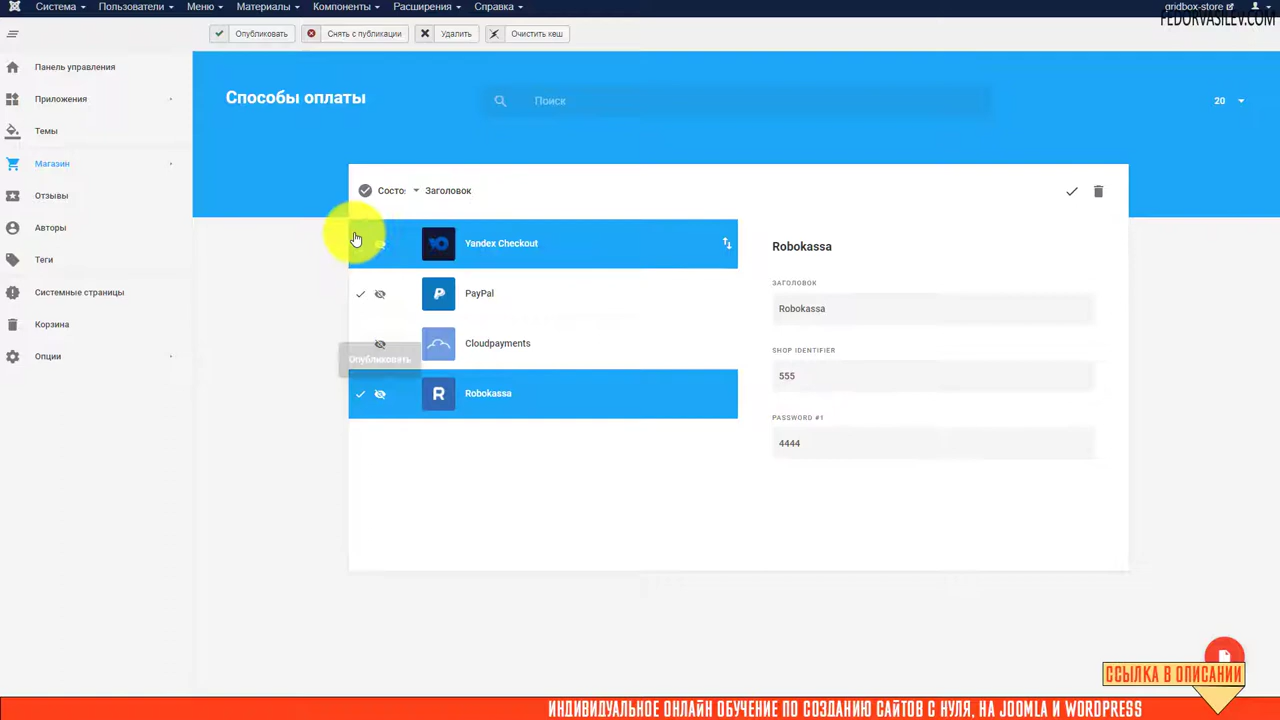 Система Пользователи Меню Материалы Компоненты Расширения Справка gridbox-store
FEDORVASILEV.COM
Опубликовать Снять с публикации Удалить Очистить кеш
Панель управления
Приложения
Темы
Магазин
Отзывы
Авторы
Теги
Системные страницы
Корзина
Опции
Способы оплаты
Поиск
20
Состо: Заголовок
Yandex Checkout
PayPal
Cloudpayments
Опубликовать
Robokassa
Robokassa
ЗАГОЛОВОК
Robokassa
SHOP IDENTIFIER
555
PASSWORD #1
4444
ССЫЛКА В ОПИСАНИИ
ИНДИВИДУАЛЬНОЕ ОНЛАЙН ОБУЧЕНИЕ ПО СОЗДАНИЮ САЙТОВ С НУЛЯ, НА JOOMLA И WORDPRESS